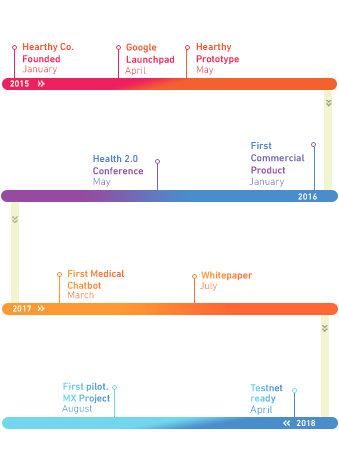 Hearthy Co.
Founded
January
Google
Launchpad
April
Hearthy
Prototype
May
2015
First
Commercial
Product
January
Health 2.0
Conference
May
2016
First Medical
Chatbot
March
Whitepaper
July
2017
First pilot.
MX Project
August
Testnet
ready
April
2018